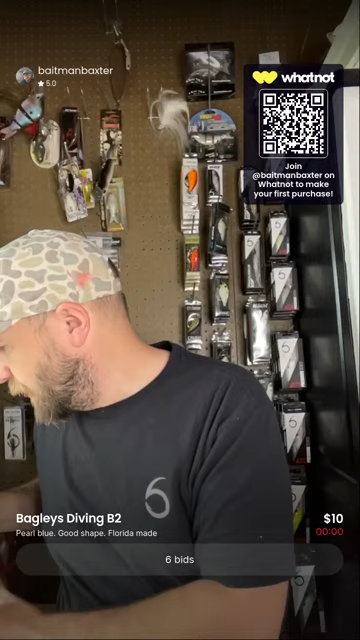 baitmanbaxter
★ 5.0
whatnot
Join
@baitmanbaxter on
Whatnot to make
your first purchase!
6
Bagleys Diving B2
$10
Pearl blue. Good shape. Florida made
00:00
6 bids